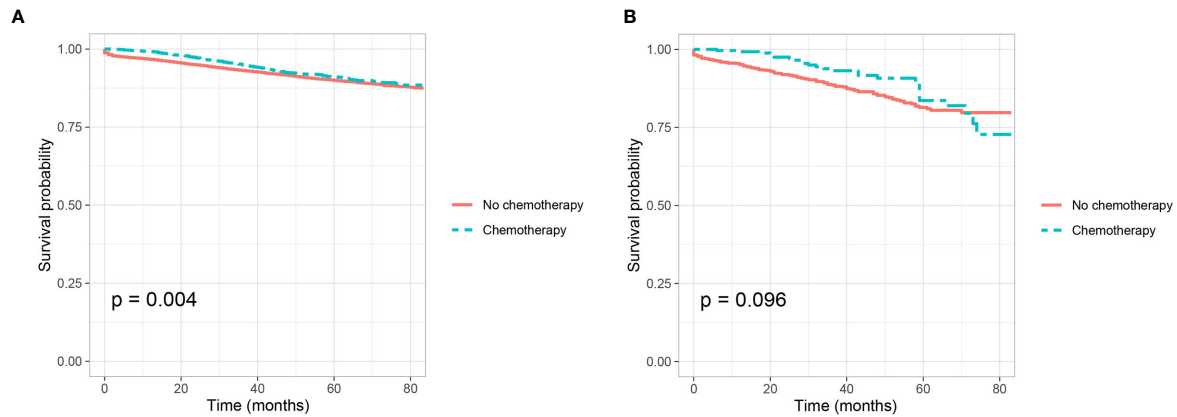 A
1.00
0.75
0.50
0.25
0.00
Survival probability
p = 0.004
0 20 40 60 80
Time (months)
No chemotherapy
Chemotherapy
B
1.00
0.75
0.50
0.25
0.00
Survival probability
p = 0.096
0 20 40 60 80
Time (months)
No chemotherapy
Chemotherapy